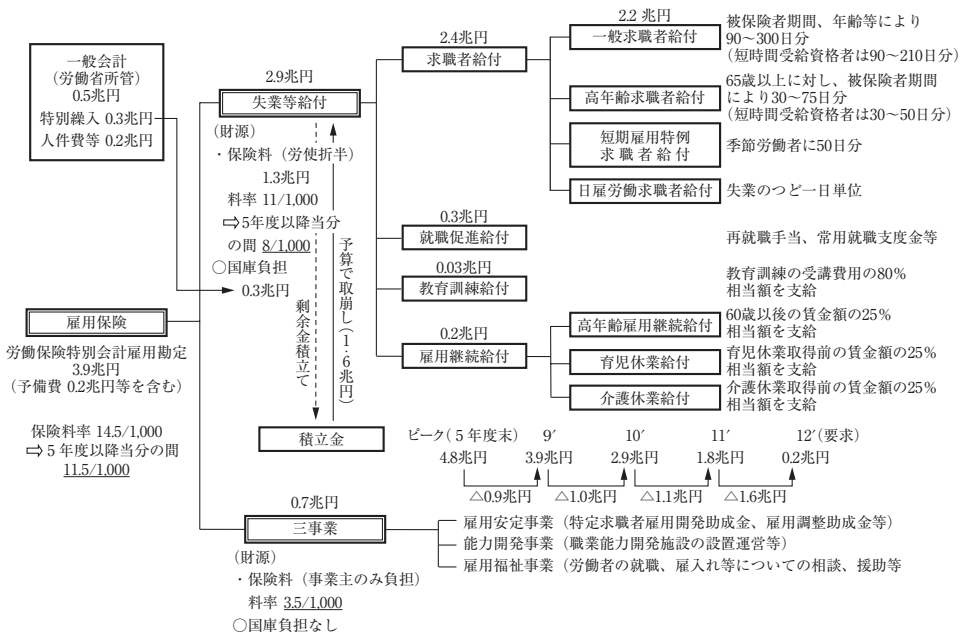 一般会計
(労働省所管)
0.5兆円
特別繰入 0.3兆円
人件費等 0.2兆円
雇用保険
労働保険特別会計雇用勘定
3.9兆円
(予備費 0.2兆円等を含む)
保険料率 14.5/1,000
⇨ 5 年度以降当分の間
11.5/1,000
2.9兆円
失業等給付
(財源)
・保険料（労使折半）
1.3兆円
料率 11/1,000
⇨5年度以降当分
の間 8/1,000
○国庫負担
0.3兆円
剰余金積立て
予算で取崩し(1.6兆円)
積立金
2.4兆円
求職者給付
2.2 兆円
一般求職者給付
被保険者期間、年齢等により
90〜300日分
(短時間受給資格者は90〜210日分)
高年齢求職者給付
65歳以上に対し、被保険者期間
により30〜75日分
(短時間受給資格者は30〜50日分)
短期雇用特例
求職者給付
季節労働者に50日分
日雇労働求職者給付
失業のつど一日単位
0.3兆円
就職促進給付
再就職手当、常用就職支度金等
0.03兆円
教育訓練給付
教育訓練の受講費用の80%
相当額を支給
0.2兆円
雇用継続給付
高年齢雇用継続給付
60歳以後の賃金額の25%
相当額を支給
育児休業給付
育児休業取得前の賃金額の25%
相当額を支給
介護休業給付
介護休業取得前の賃金額の25%
相当額を支給
ピーク( 5 年度末) 9′ 10′ 11′ 12′(要求)
4.8兆円 3.9兆円 2.9兆円 1.8兆円 0.2兆円
△0.9兆円 △1.0兆円 △1.1兆円 △1.6兆円
0.7兆円
三事業
(財源)
・保険料（事業主のみ負担）
料率 3.5/1,000
○国庫負担なし
雇用安定事業（特定求職者雇用開発助成金、雇用調整助成金等）
能力開発事業（職業能力開発施設の設置運営等）
雇用福祉事業（労働者の就職、雇入れ等についての相談、援助等